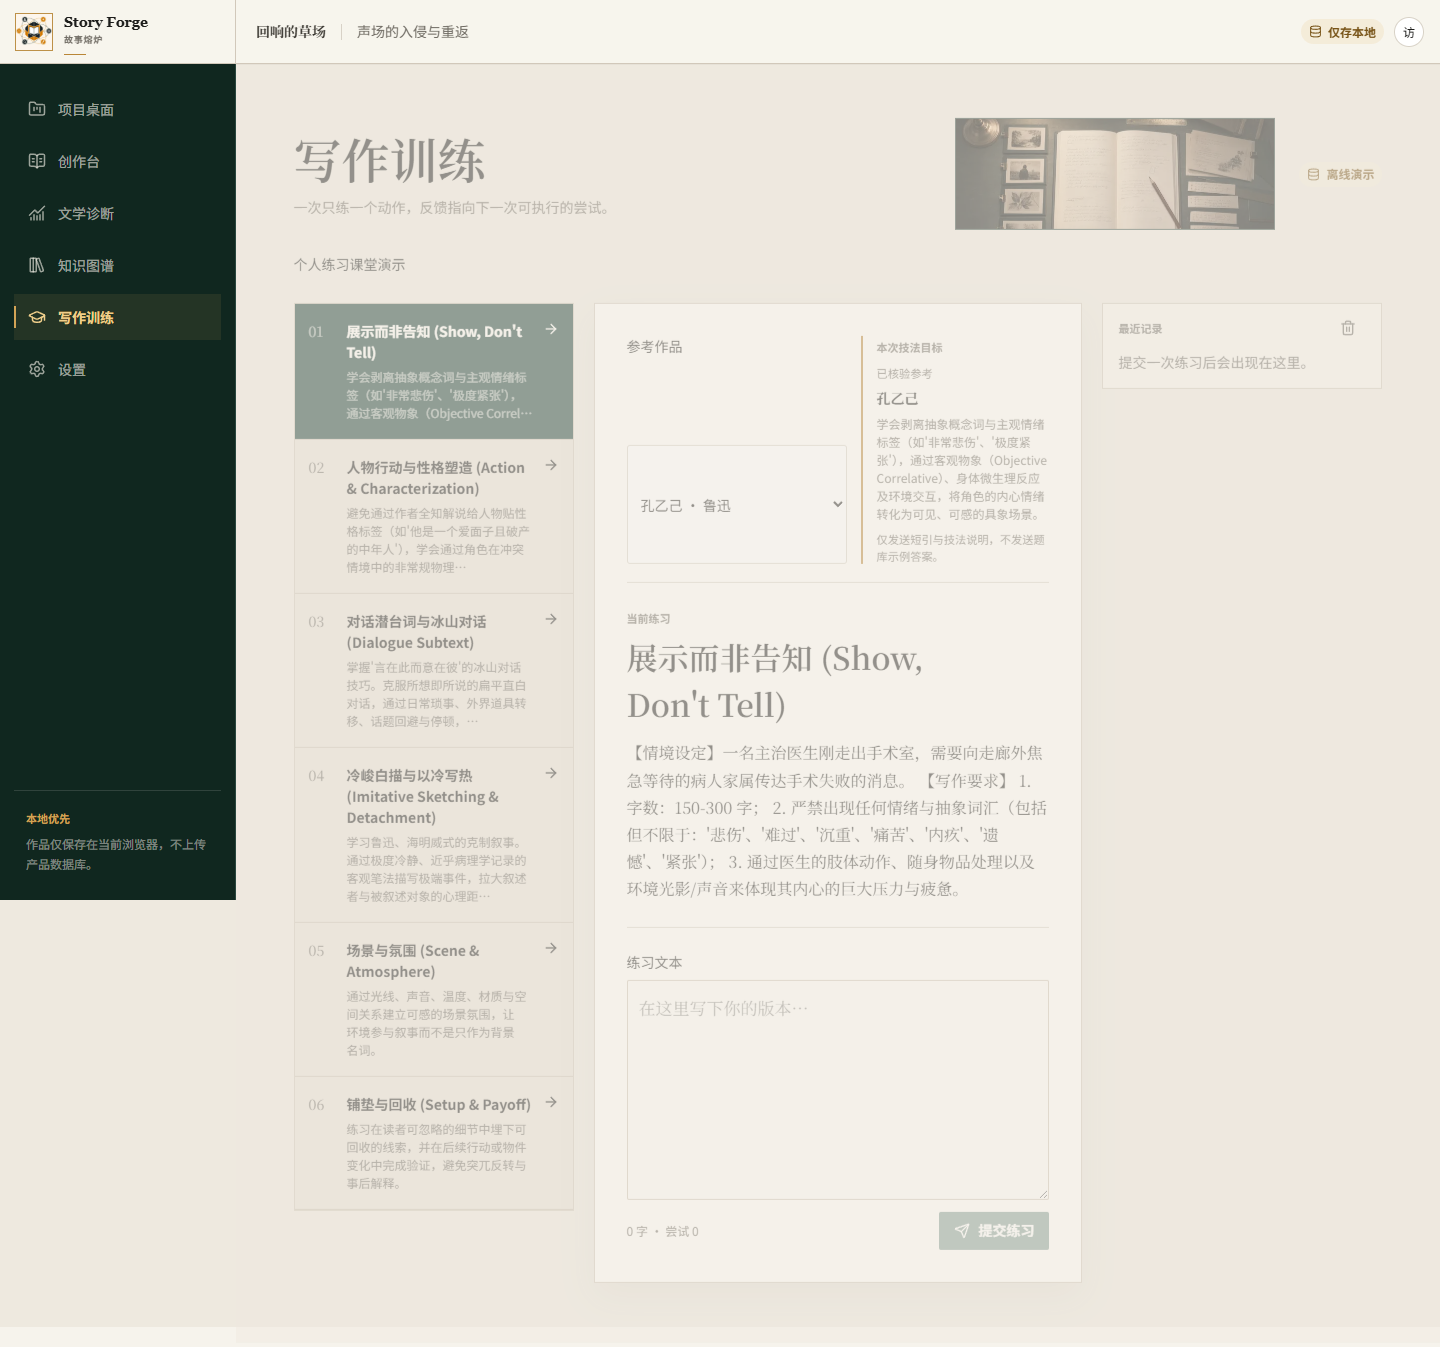 Story Forge
故事熔炉
回响的草场
声场的入侵与重返
仅存本地
访
项目桌面
创作台
文学诊断
知识图谱
写作训练
设置
本地优先
作品仅保存在当前浏览器，不上传
产品数据库。
写作训练
一次只练一个动作，反馈指向下一次可执行的尝试。
离线演示
个人练习课堂演示
01
展示而非告知 (Show, Don't
Tell)
学会剥离抽象概念词与主观情绪标
签（如'非常悲伤'、'极度紧张'），
通过客观物象（Objective Correl…
02
人物行动与性格塑造 (Action
& Characterization)
避免通过作者全知解说给人物贴性
格标签（如'他是一个爱面子且破产
的中年人'），学会通过角色在冲突
情境中的非常规物理…
03
对话潜台词与冰山对话
(Dialogue Subtext)
掌握'言在此而意在彼'的冰山对话
技巧。克服所想即所说的扁平直白
对话，通过日常琐事、外界道具转
移、话题回避与停顿，…
04
冷峻白描与以冷写热
(Imitative Sketching &
Detachment)
学习鲁迅、海明威式的克制叙事。
通过极度冷静、近乎病理学记录的
客观笔法描写极端事件，拉大叙述
者与被叙述对象的心理距…
05
场景与氛围 (Scene &
Atmosphere)
通过光线、声音、温度、材质与空
间关系建立可感的场景氛围，让
环境参与叙事而不是只作为背景
名词。
06
铺垫与回收 (Setup & Payoff)
练习在读者可忽略的细节中埋下可
回收的线索，并在后续行动或物件
变化中完成验证，避免突兀反转与
事后解释。
参考作品
孔乙己 · 鲁迅
本次技法目标
已核验参考
孔乙己
学会剥离抽象概念词与主观情绪
标签（如'非常悲伤'、'极度紧
张'），通过客观物象（Objective
Correlative）、身体微生理反应
及环境交互，将角色的内心情绪
转化为可见、可感的具象场景。
仅发送短引与技法说明，不发送题
库示例答案。
当前练习
展示而非告知 (Show,
Don't Tell)
【情境设定】一名主治医生刚走出手术室，需要向走廊外焦
急等待的病人家属传达手术失败的消息。 【写作要求】 1.
字数：150-300 字； 2. 严禁出现任何情绪与抽象词汇（包括
但不限于：'悲伤'、'难过'、'沉重'、'痛苦'、'内疚'、'遗
憾'、'紧张'）； 3. 通过医生的肢体动作、随身物品处理以及
环境光影/声音来体现其内心的巨大压力与疲惫。
练习文本
在这里写下你的版本…
0 字 · 尝试 0
提交练习
最近记录
提交一次练习后会出现在这里。